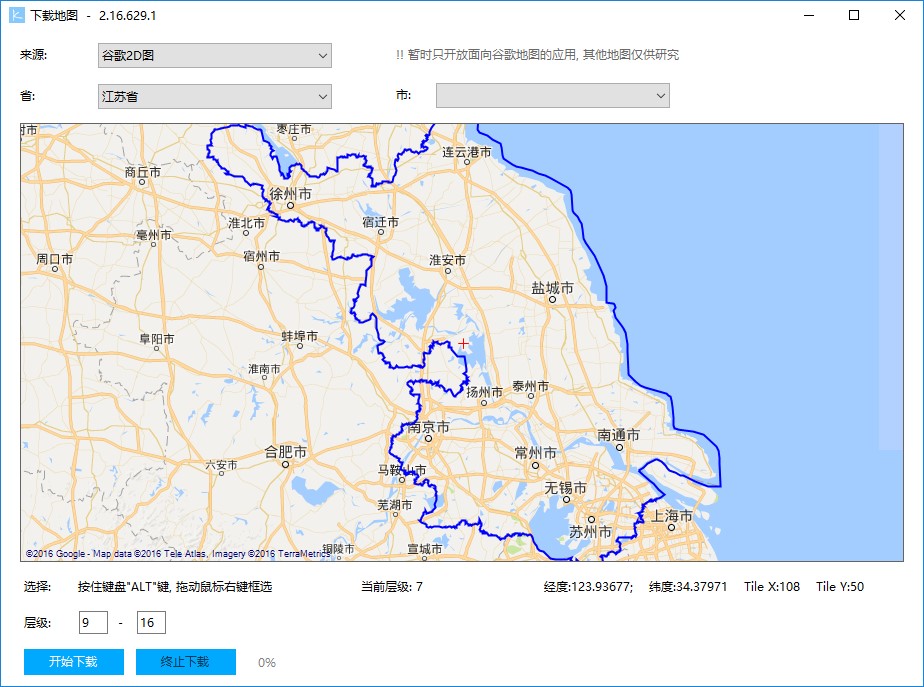 下载地图 - 2.16.629.1
来源: 谷歌2D图 !! 暂时只开放面向谷歌地图的应用, 其他地图仅供研究
省: 江苏省 市:
枣庄市
连云港市
商丘市
徐州市
淮北市
宿迁市
亳州市
周口市
宿州市
淮安市
盐城市
阜阳市
蚌埠市
淮南市
扬州市
泰州市
南京市
南通市
合肥市
常州市
六安市
马鞍山市
无锡市
芜湖市
上海市
苏州市
铜陵市
宣城市
©2016 Google - Map data ©2016 Tele Atlas, Imagery ©2016 TerraMetrics
选择: 按住键盘"ALT"键, 拖动鼠标右键框选 当前层级: 7 经度:123.93677; 纬度:34.37971 Tile X:108 Tile Y:50
层级: 9 - 16
开始下载 终止下载 0%